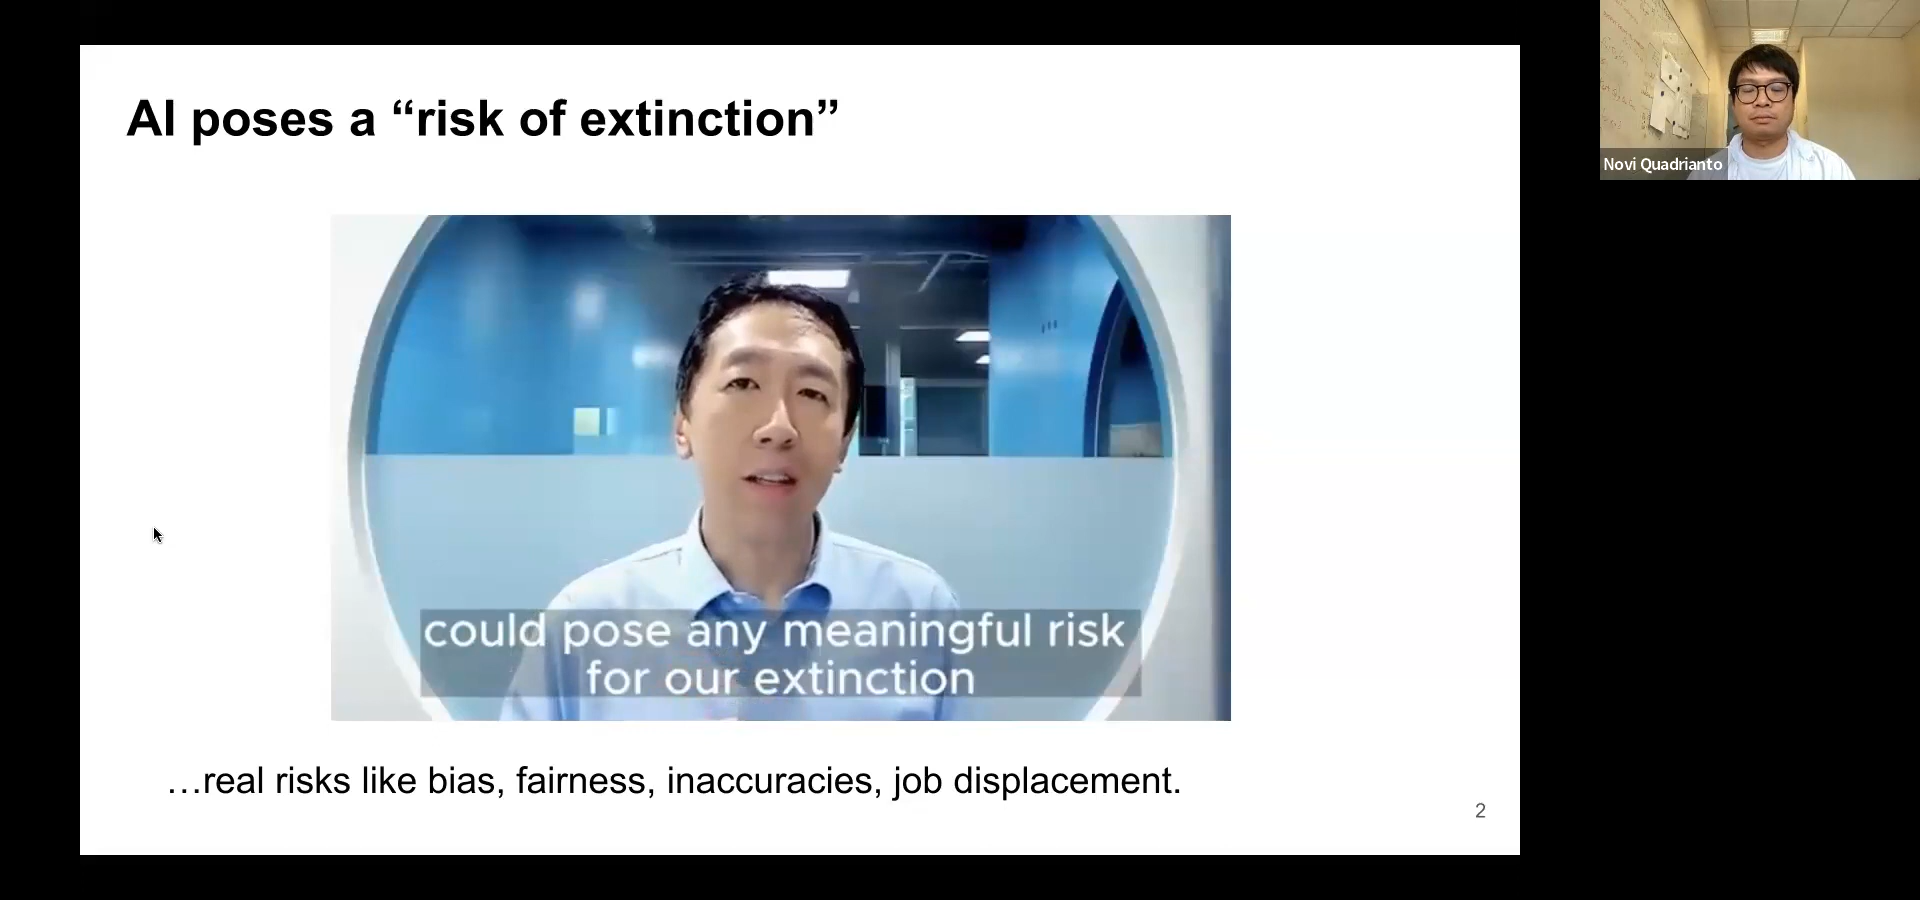 AI poses a “risk of extinction”
could pose any meaningful risk
for our extinction
…real risks like bias, fairness, inaccuracies, job displacement.
2
Novi Quadrianto